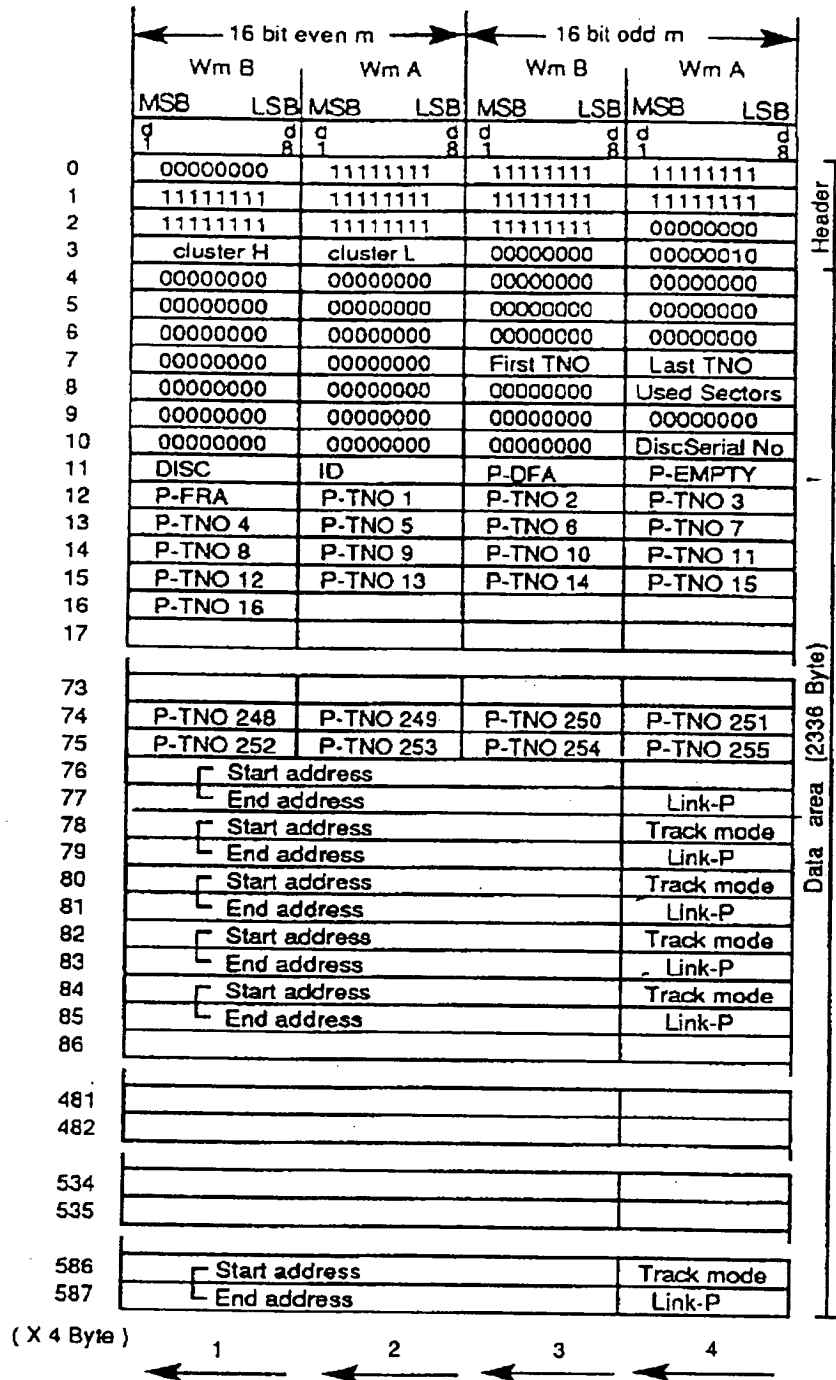 16 bit even m 16 bit odd m
Wm B Wm A Wm B Wm A
MSB LSB MSB LSB MSB LSB MSB LSB
d1 d8 d1 d8 d1 d8 d1 d8
0 00000000 11111111 11111111 11111111
1 11111111 11111111 11111111 11111111
2 11111111 11111111 11111111 00000000
3 cluster H cluster L 00000000 00000010
Header
4 00000000 00000000 00000000 00000000
5 00000000 00000000 00000000 00000000
6 00000000 00000000 00000000 00000000
7 00000000 00000000 First TNO Last TNO
8 00000000 00000000 00000000 Used Sectors
9 00000000 00000000 00000000 00000000
10 00000000 00000000 00000000 DiscSerial No
11 DISC ID P-DFA P-EMPTY
12 P-FRA P-TNO 1 P-TNO 2 P-TNO 3
13 P-TNO 4 P-TNO 5 P-TNO 6 P-TNO 7
14 P-TNO 8 P-TNO 9 P-TNO 10 P-TNO 11
15 P-TNO 12 P-TNO 13 P-TNO 14 P-TNO 15
16 P-TNO 16
17
73
74 P-TNO 248 P-TNO 249 P-TNO 250 P-TNO 251
75 P-TNO 252 P-TNO 253 P-TNO 254 P-TNO 255
76 Start address
77 End address Link-P
78 Start address Track mode
79 End address Link-P
80 Start address Track mode
81 End address Link-P
82 Start address Track mode
83 End address Link-P
84 Start address Track mode
85 End address Link-P
86
481
482
534
535
586 Start address Track mode
587 End address Link-P
Data area (2336 Byte)
( X 4 Byte ) 1 2 3 4